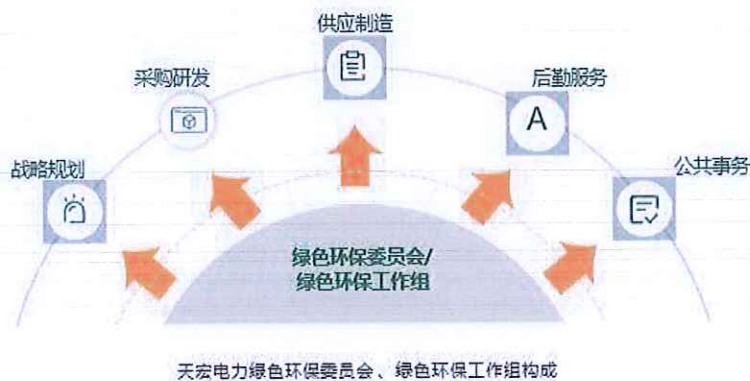 供应制造
采购研发
后勤服务
A
战略规划
公共事务
绿色环保委员会/
绿色环保工作组
天宏电力绿色环保委员会、绿色环保工作组构成